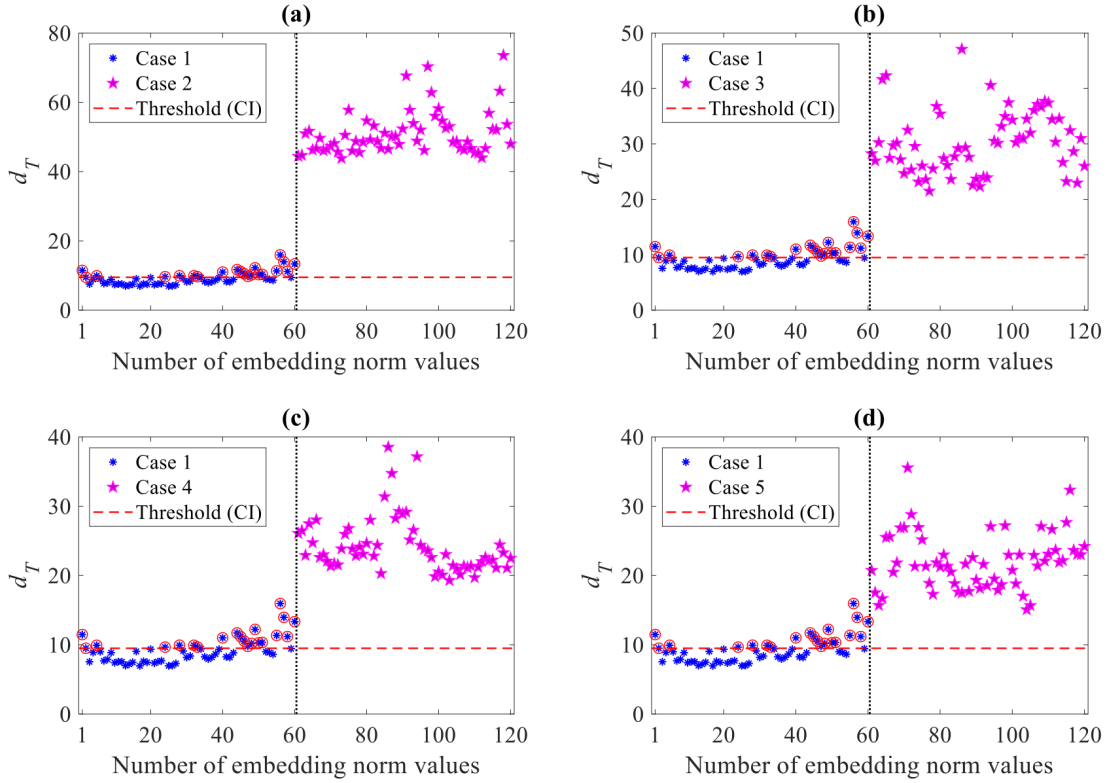 (a)
80
60
40
20
0
d_T
Case 1
Case 2
Threshold (CI)
1 20 40 60 80 100 120
Number of embedding norm values
(b)
50
40
30
20
10
0
d_T
Case 1
Case 3
Threshold (CI)
1 20 40 60 80 100 120
Number of embedding norm values
(c)
40
30
20
10
0
d_T
Case 1
Case 4
Threshold (CI)
1 20 40 60 80 100 120
Number of embedding norm values
(d)
40
30
20
10
0
d_T
Case 1
Case 5
Threshold (CI)
1 20 40 60 80 100 120
Number of embedding norm values